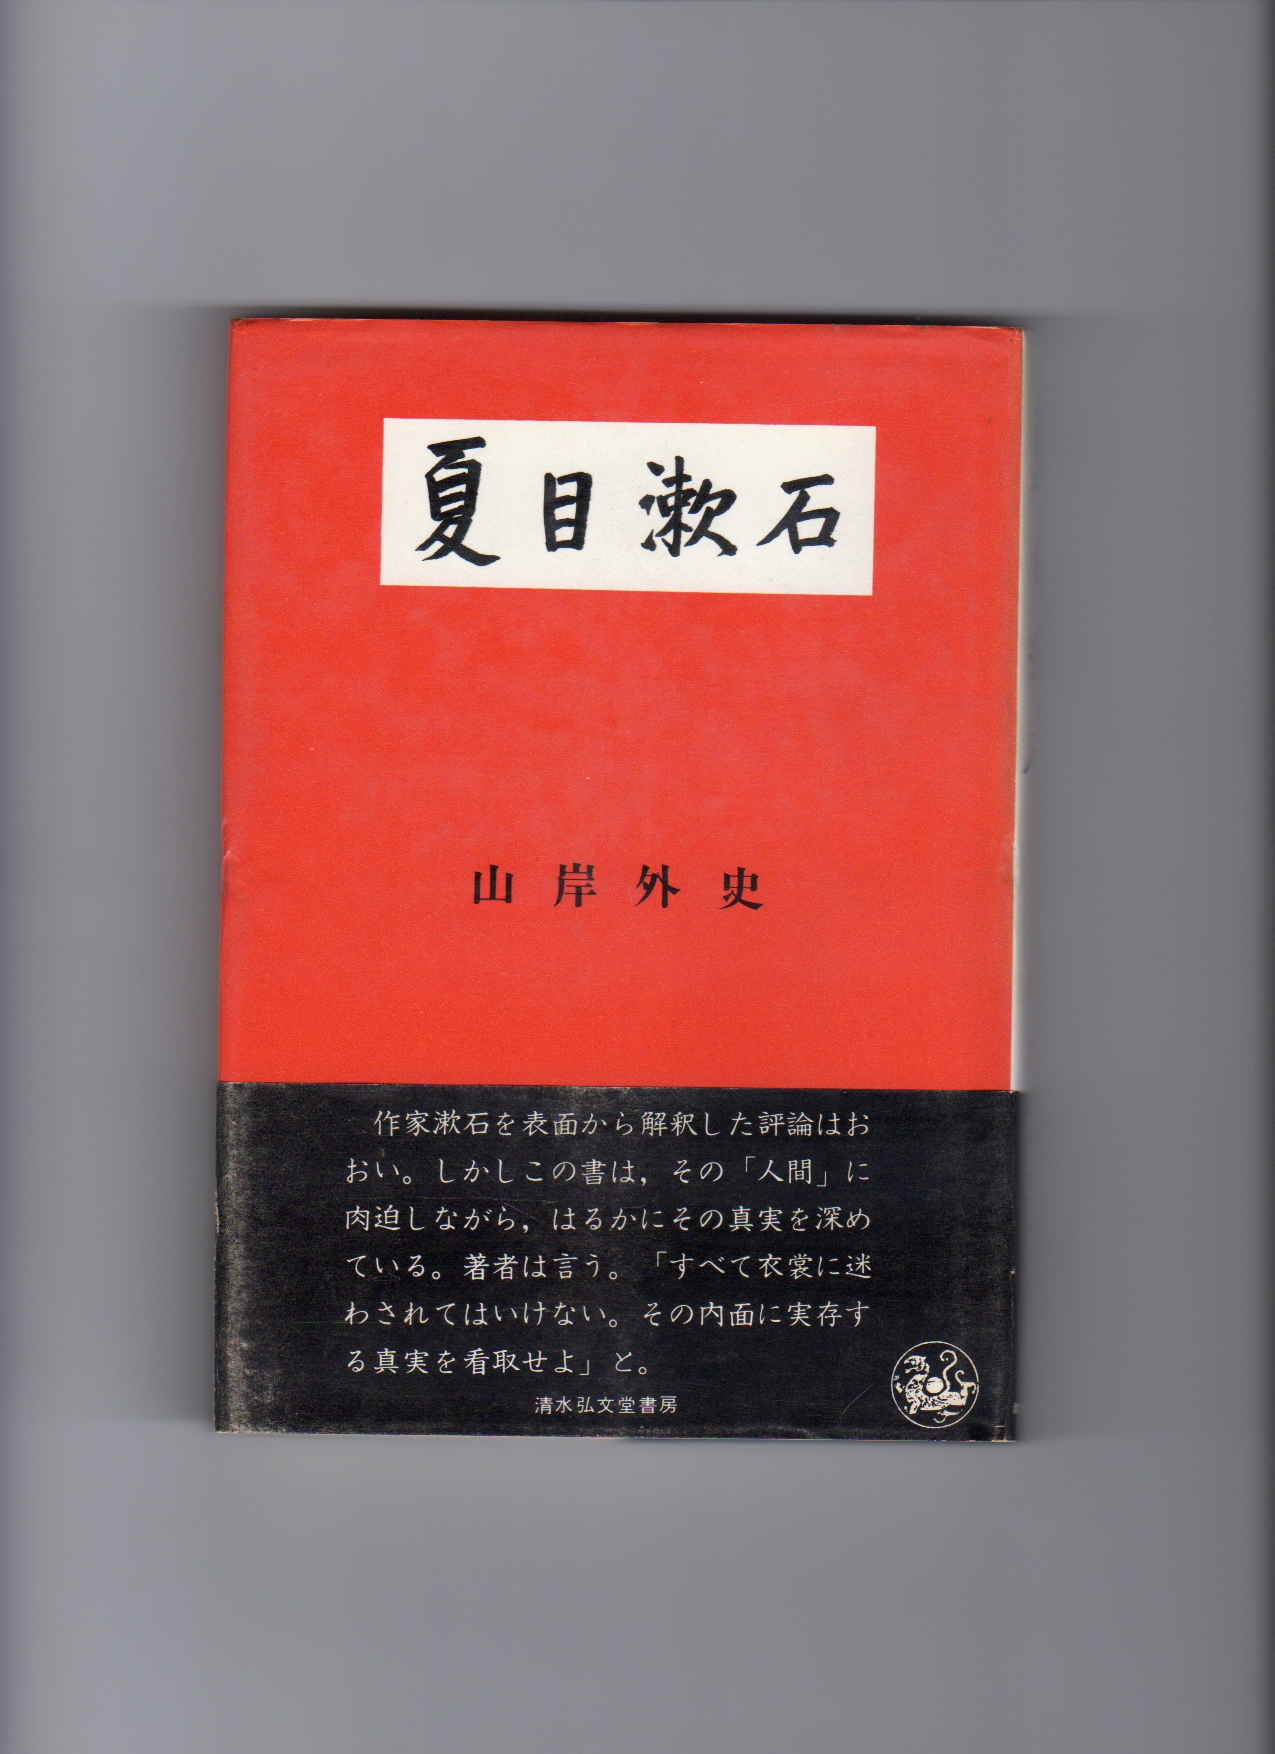 夏目漱石
山岸外史
作家漱石を表面から解釈した評論はお
おい。しかしこの書は，その「人間」に
肉迫しながら，はるかにその真実を深め
ている。著者は言う。「すべて衣裳に迷
わされてはいけない。その内面に実存す
る真実を看取せよ」と。
清水弘文堂書房